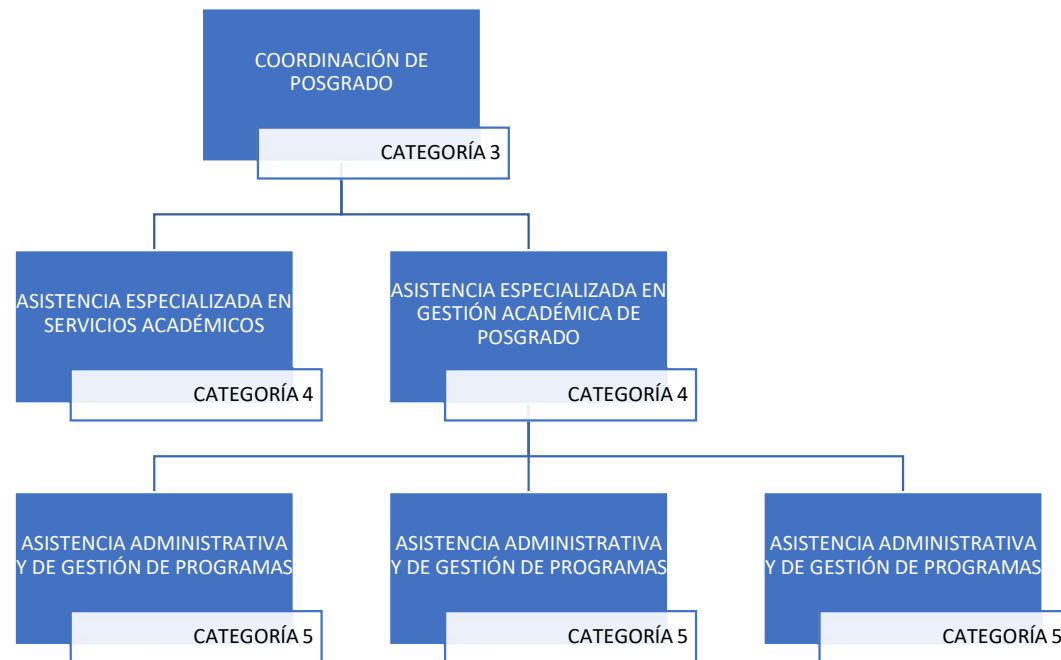 COORDINACIÓN DE
POSGRADO
CATEGORÍA 3
ASISTENCIA ESPECIALIZADA EN
SERVICIOS ACADÉMICOS
CATEGORÍA 4
ASISTENCIA ESPECIALIZADA EN
GESTIÓN ACADÉMICA DE
POSGRADO
CATEGORÍA 4
ASISTENCIA ADMINISTRATIVA
Y DE GESTIÓN DE PROGRAMAS
CATEGORÍA 5
ASISTENCIA ADMINISTRATIVA
Y DE GESTIÓN DE PROGRAMAS
CATEGORÍA 5
ASISTENCIA ADMINISTRATIVA
Y DE GESTIÓN DE PROGRAMAS
CATEGORÍA 5